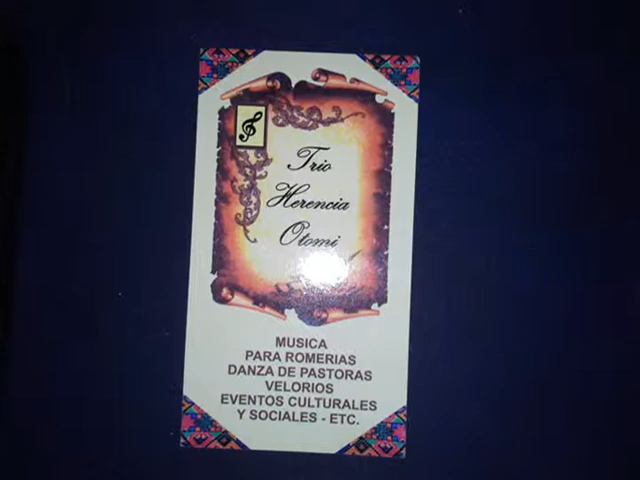 Trio
Herencia
Otomi
MUSICA
PARA ROMERIAS
DANZA DE PASTORAS
VELORIOS
EVENTOS CULTURALES
Y SOCIALES - ETC.